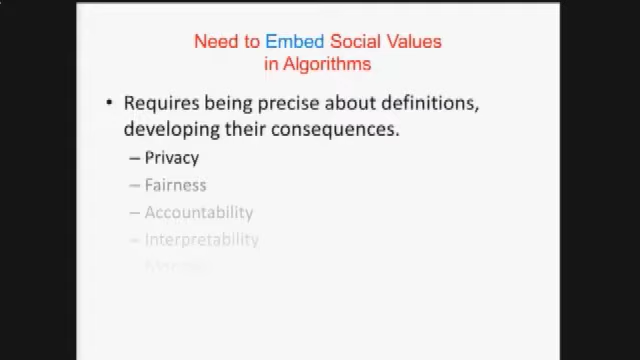 Need to Embed Social Values
in Algorithms
• Requires being precise about definitions,
developing their consequences.
– Privacy
– Fairness
– Accountability
– Interpretability